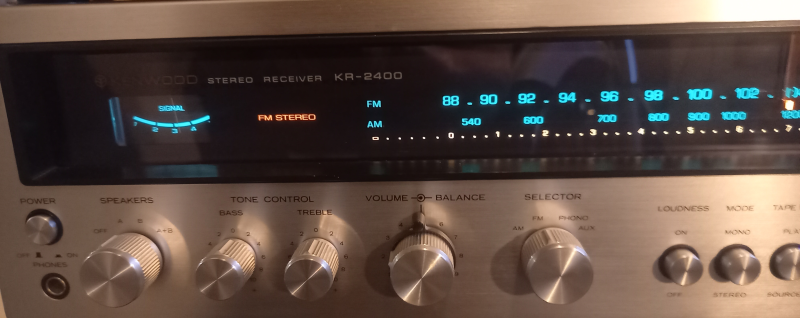 KENWOOD STEREO RECEIVER KR-2400
SIGNAL
1 2 3 4
FM STEREO
FM 88 90 92 94 96 98 100 102
AM 540 600 700 800 900 1000 1200
0 1 2 3 4 5 6 7
POWER SPEAKERS TONE CONTROL VOLUME BALANCE SELECTOR LOUDNESS MODE TAPE
BASS TREBLE
OFF A B A+B
AM FM PHONO AUX
ON MONO
OFF ON
PHONES
OFF STEREO SOURCE